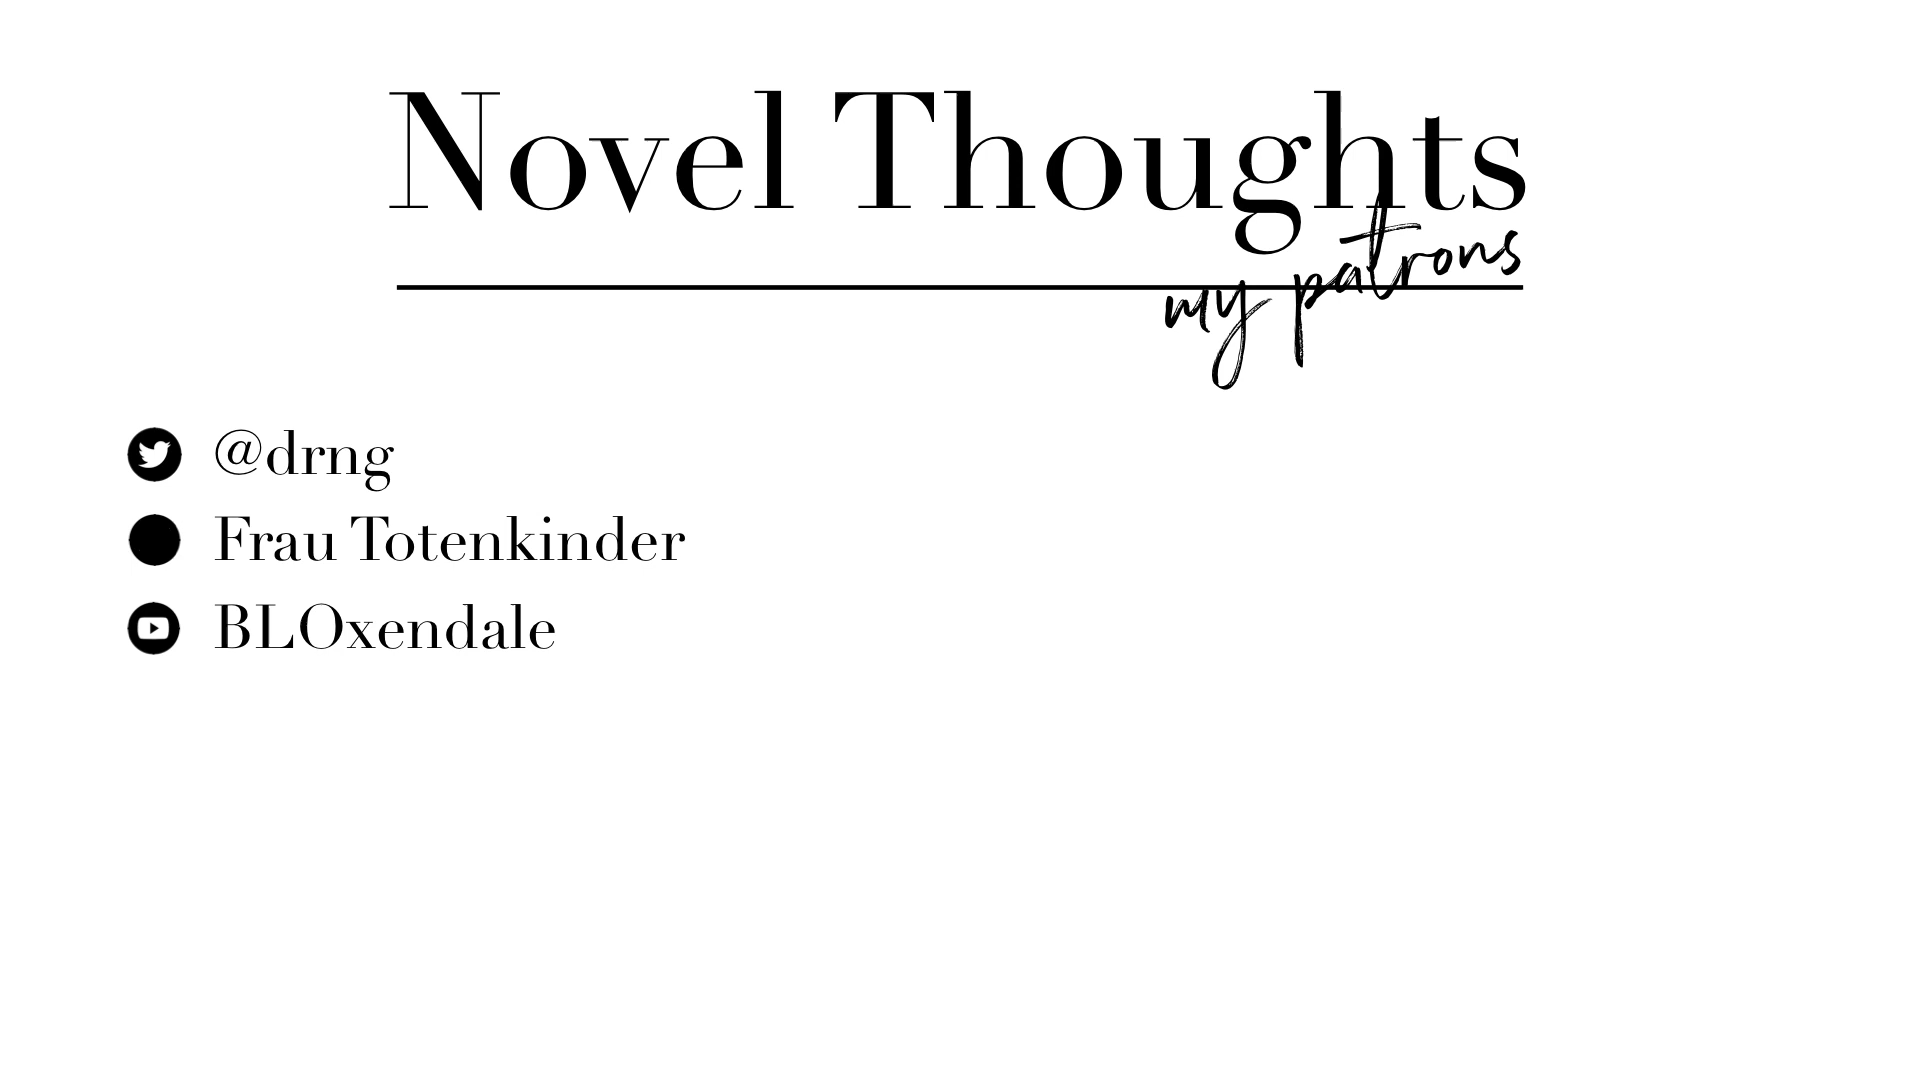 Novel Thoughts
my patrons
@drng
Frau Totenkinder
BLOxendale